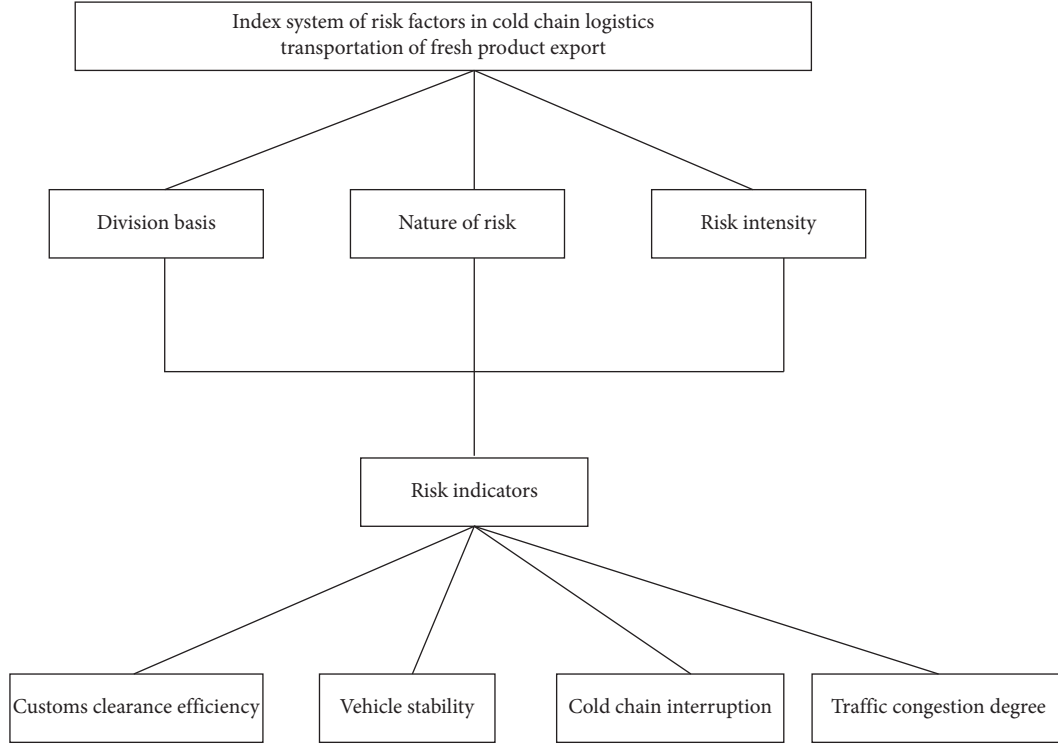 Index system of risk factors in cold chain logistics
transportation of fresh product export
Division basis
Nature of risk
Risk intensity
Risk indicators
Customs clearance efficiency
Vehicle stability
Cold chain interruption
Traffic congestion degree